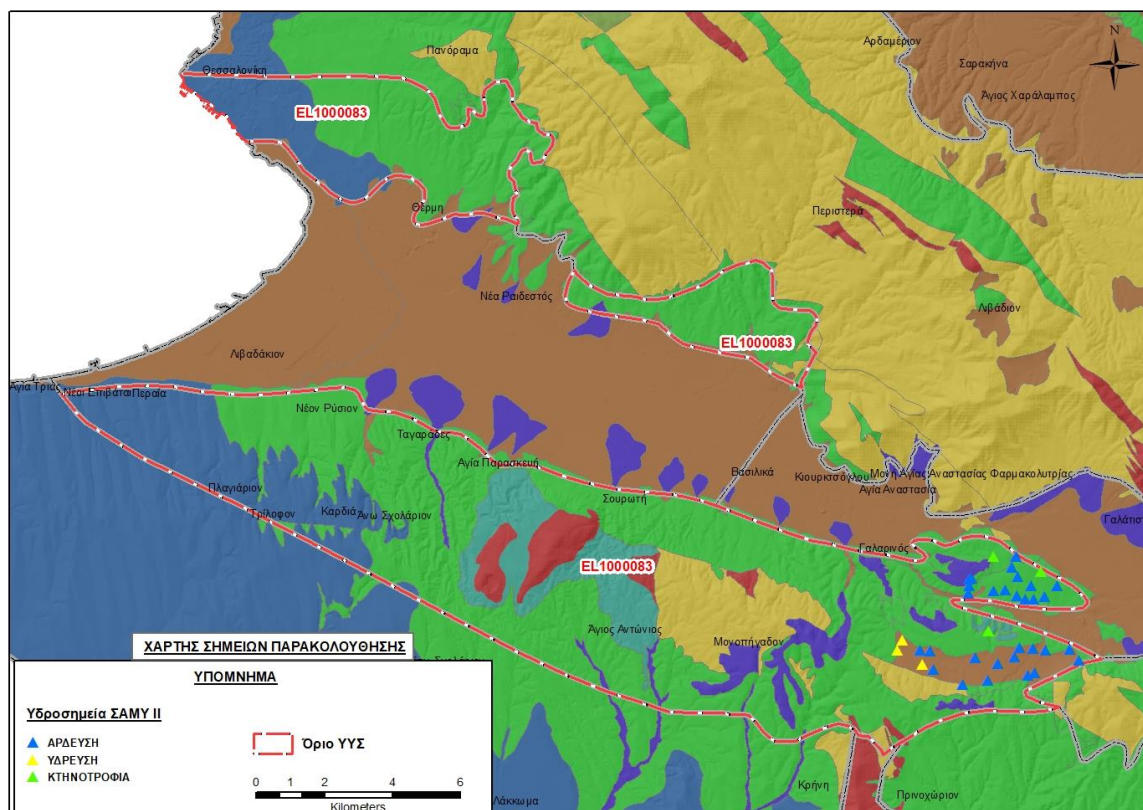 Πανόραμα
Αρδαμέριον
N
Θεσσαλονίκη
Σαρακήνα
Άγιος Χαράλαμπος
EL1000083
Θέρμη
Περιστερά
Νέα Ραιδεστός
Λιβάδιον
EL1000083
Λιβαδάκιον
Αγία Τριάς
Νέοι Επιβάται
Περαία
Νέον Ρύσιον
Ταγαράδες
Αγία Παρασκευή
Βασιλικά
Κιουρκτσόγλου
Μονή Αγίας Αναστασίας Φαρμακολυτρίας
Αγία Αναστασία
Πλαγιάριον
Σουρωτή
Τρίλοφον
Καρδιά
Άνω Σχολάριον
Γαλάτιστ
Γαλαρινός
EL1000083
Άγιος Αντώνιος
Μονοπήγαδον
ΧΑΡΤΗΣ ΣΗΜΕΙΩΝ ΠΑΡΑΚΟΛΟΥΘΗΣΗΣ
ΥΠΟΜΝΗΜΑ
Υδροσημεία ΣΑΜΥ ΙΙ
ΑΡΔΕΥΣΗ
ΥΔΡΕΥΣΗ
ΚΤΗΝΟΤΡΟΦΙΑ
Όριο ΥΥΣ
0 1 2 4 6
Kilometers
Λάκκωμα
Κρήνη
Πρινοχώριον